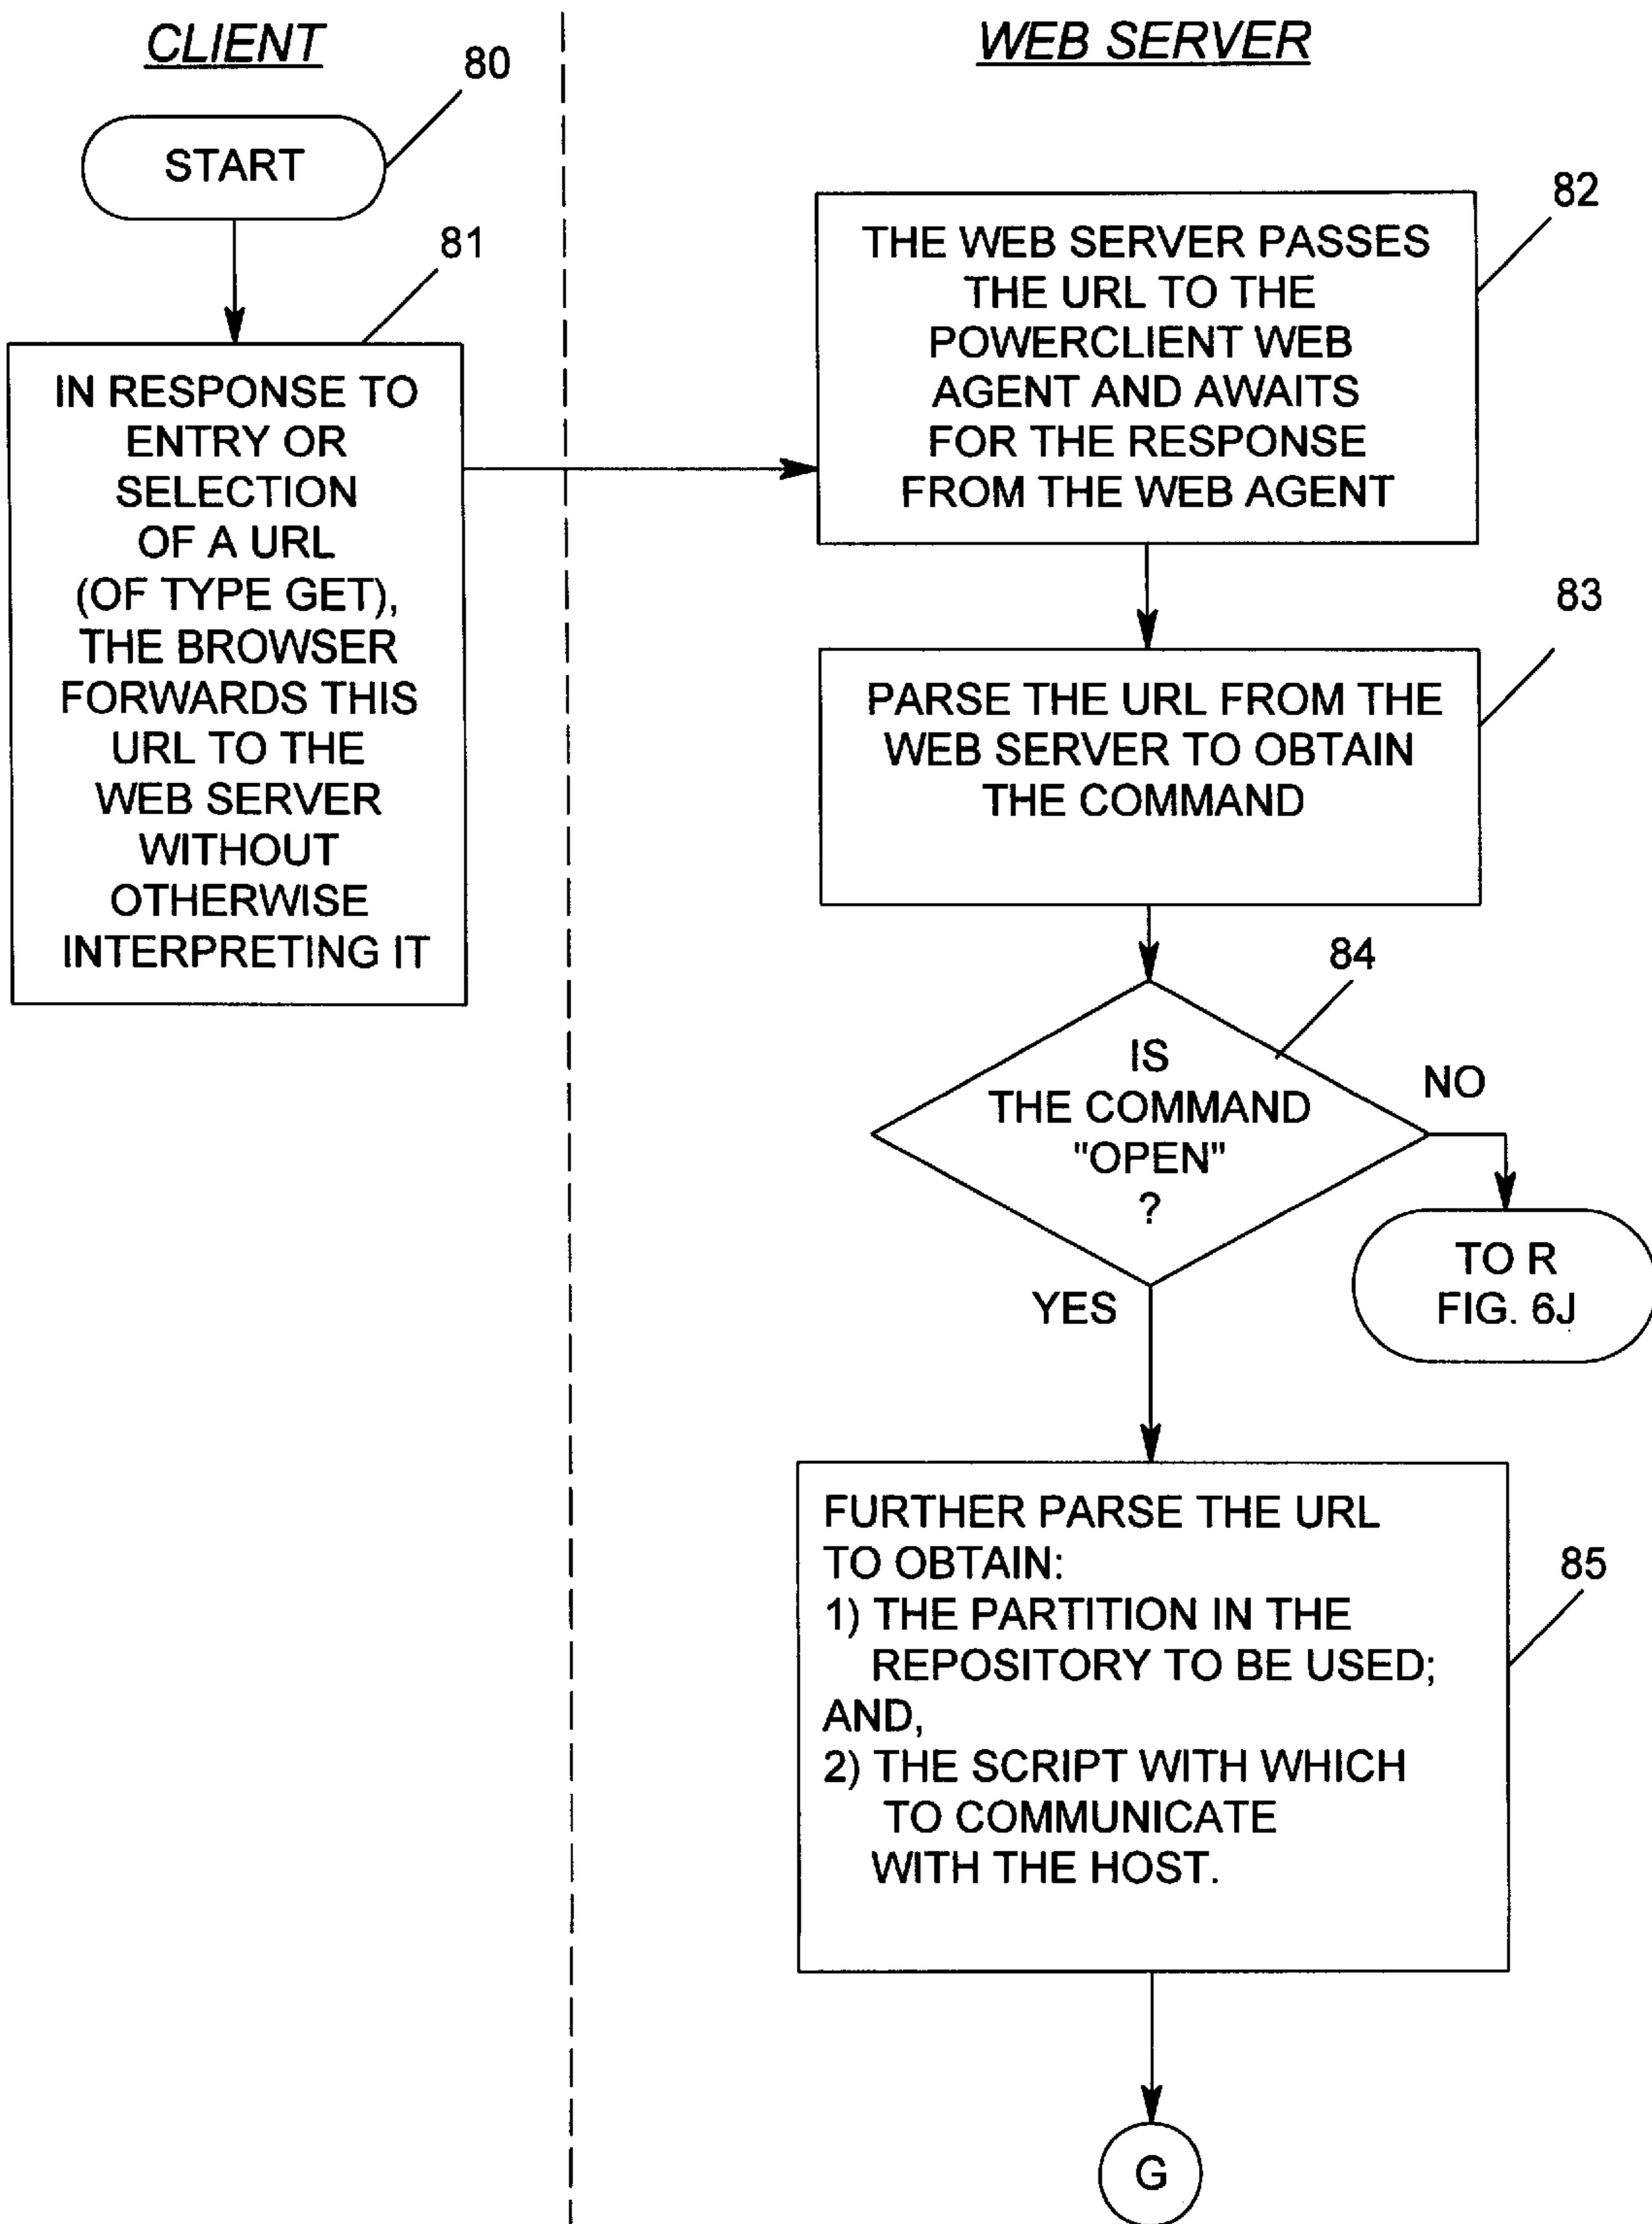 CLIENT
80
START
81
IN RESPONSE TO
ENTRY OR
SELECTION
OF A URL
(OF TYPE GET),
THE BROWSER
FORWARDS THIS
URL TO THE
WEB SERVER
WITHOUT
OTHERWISE
INTERPRETING IT
WEB SERVER
82
THE WEB SERVER PASSES
THE URL TO THE
POWERCLIENT WEB
AGENT AND AWAITS
FOR THE RESPONSE
FROM THE WEB AGENT
83
PARSE THE URL FROM THE
WEB SERVER TO OBTAIN
THE COMMAND
84
IS
THE COMMAND
"OPEN"
?
NO
TO R
FIG. 6J
YES
85
FURTHER PARSE THE URL
TO OBTAIN:
1) THE PARTITION IN THE
REPOSITORY TO BE USED;
AND,
2) THE SCRIPT WITH WHICH
TO COMMUNICATE
WITH THE HOST.
G